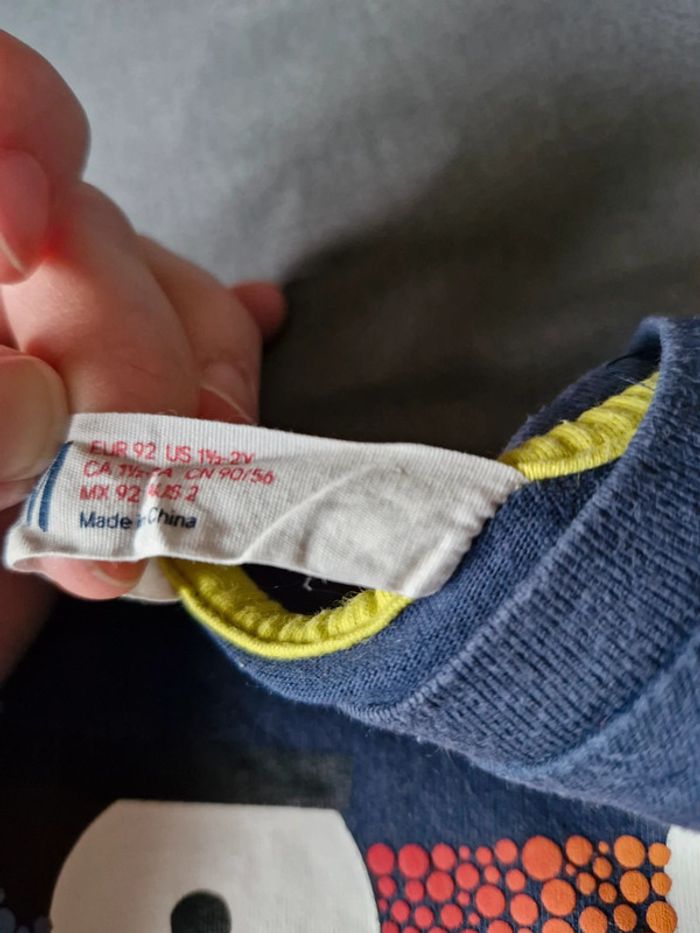 EUR 92 US 1½-2Y
CA 1½-2A CN 90/56
MX 92 US 2
Made in China